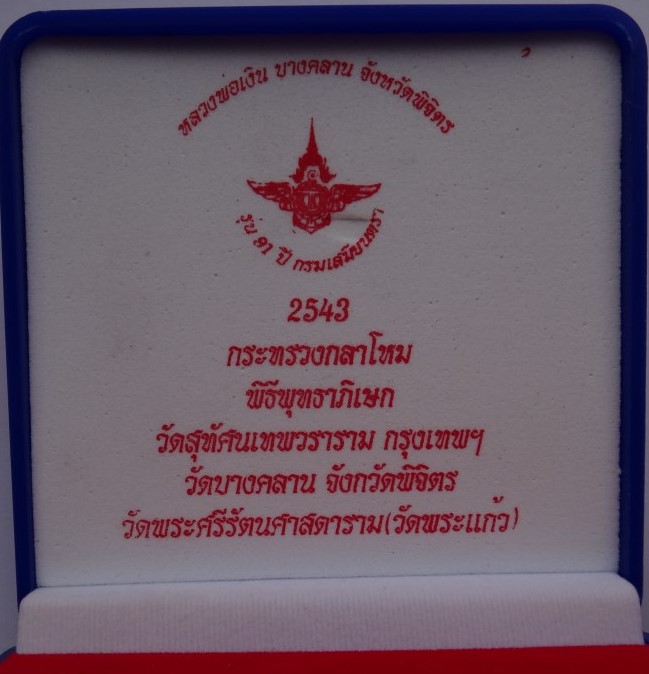 หลวงพ่อเงิน บางคลาน จังหวัดพิจิตร
รุ่น ๙๑ ปี กรมเสมียนตรา
2543
กระทรวงกลาโหม
พิธีพุทธาภิเษก
วัดสุทัศนเทพวราราม กรุงเทพฯ
วัดบางคลาน จังหวัดพิจิตร
วัดพระศรีรัตนศาสดาราม(วัดพระแก้ว)